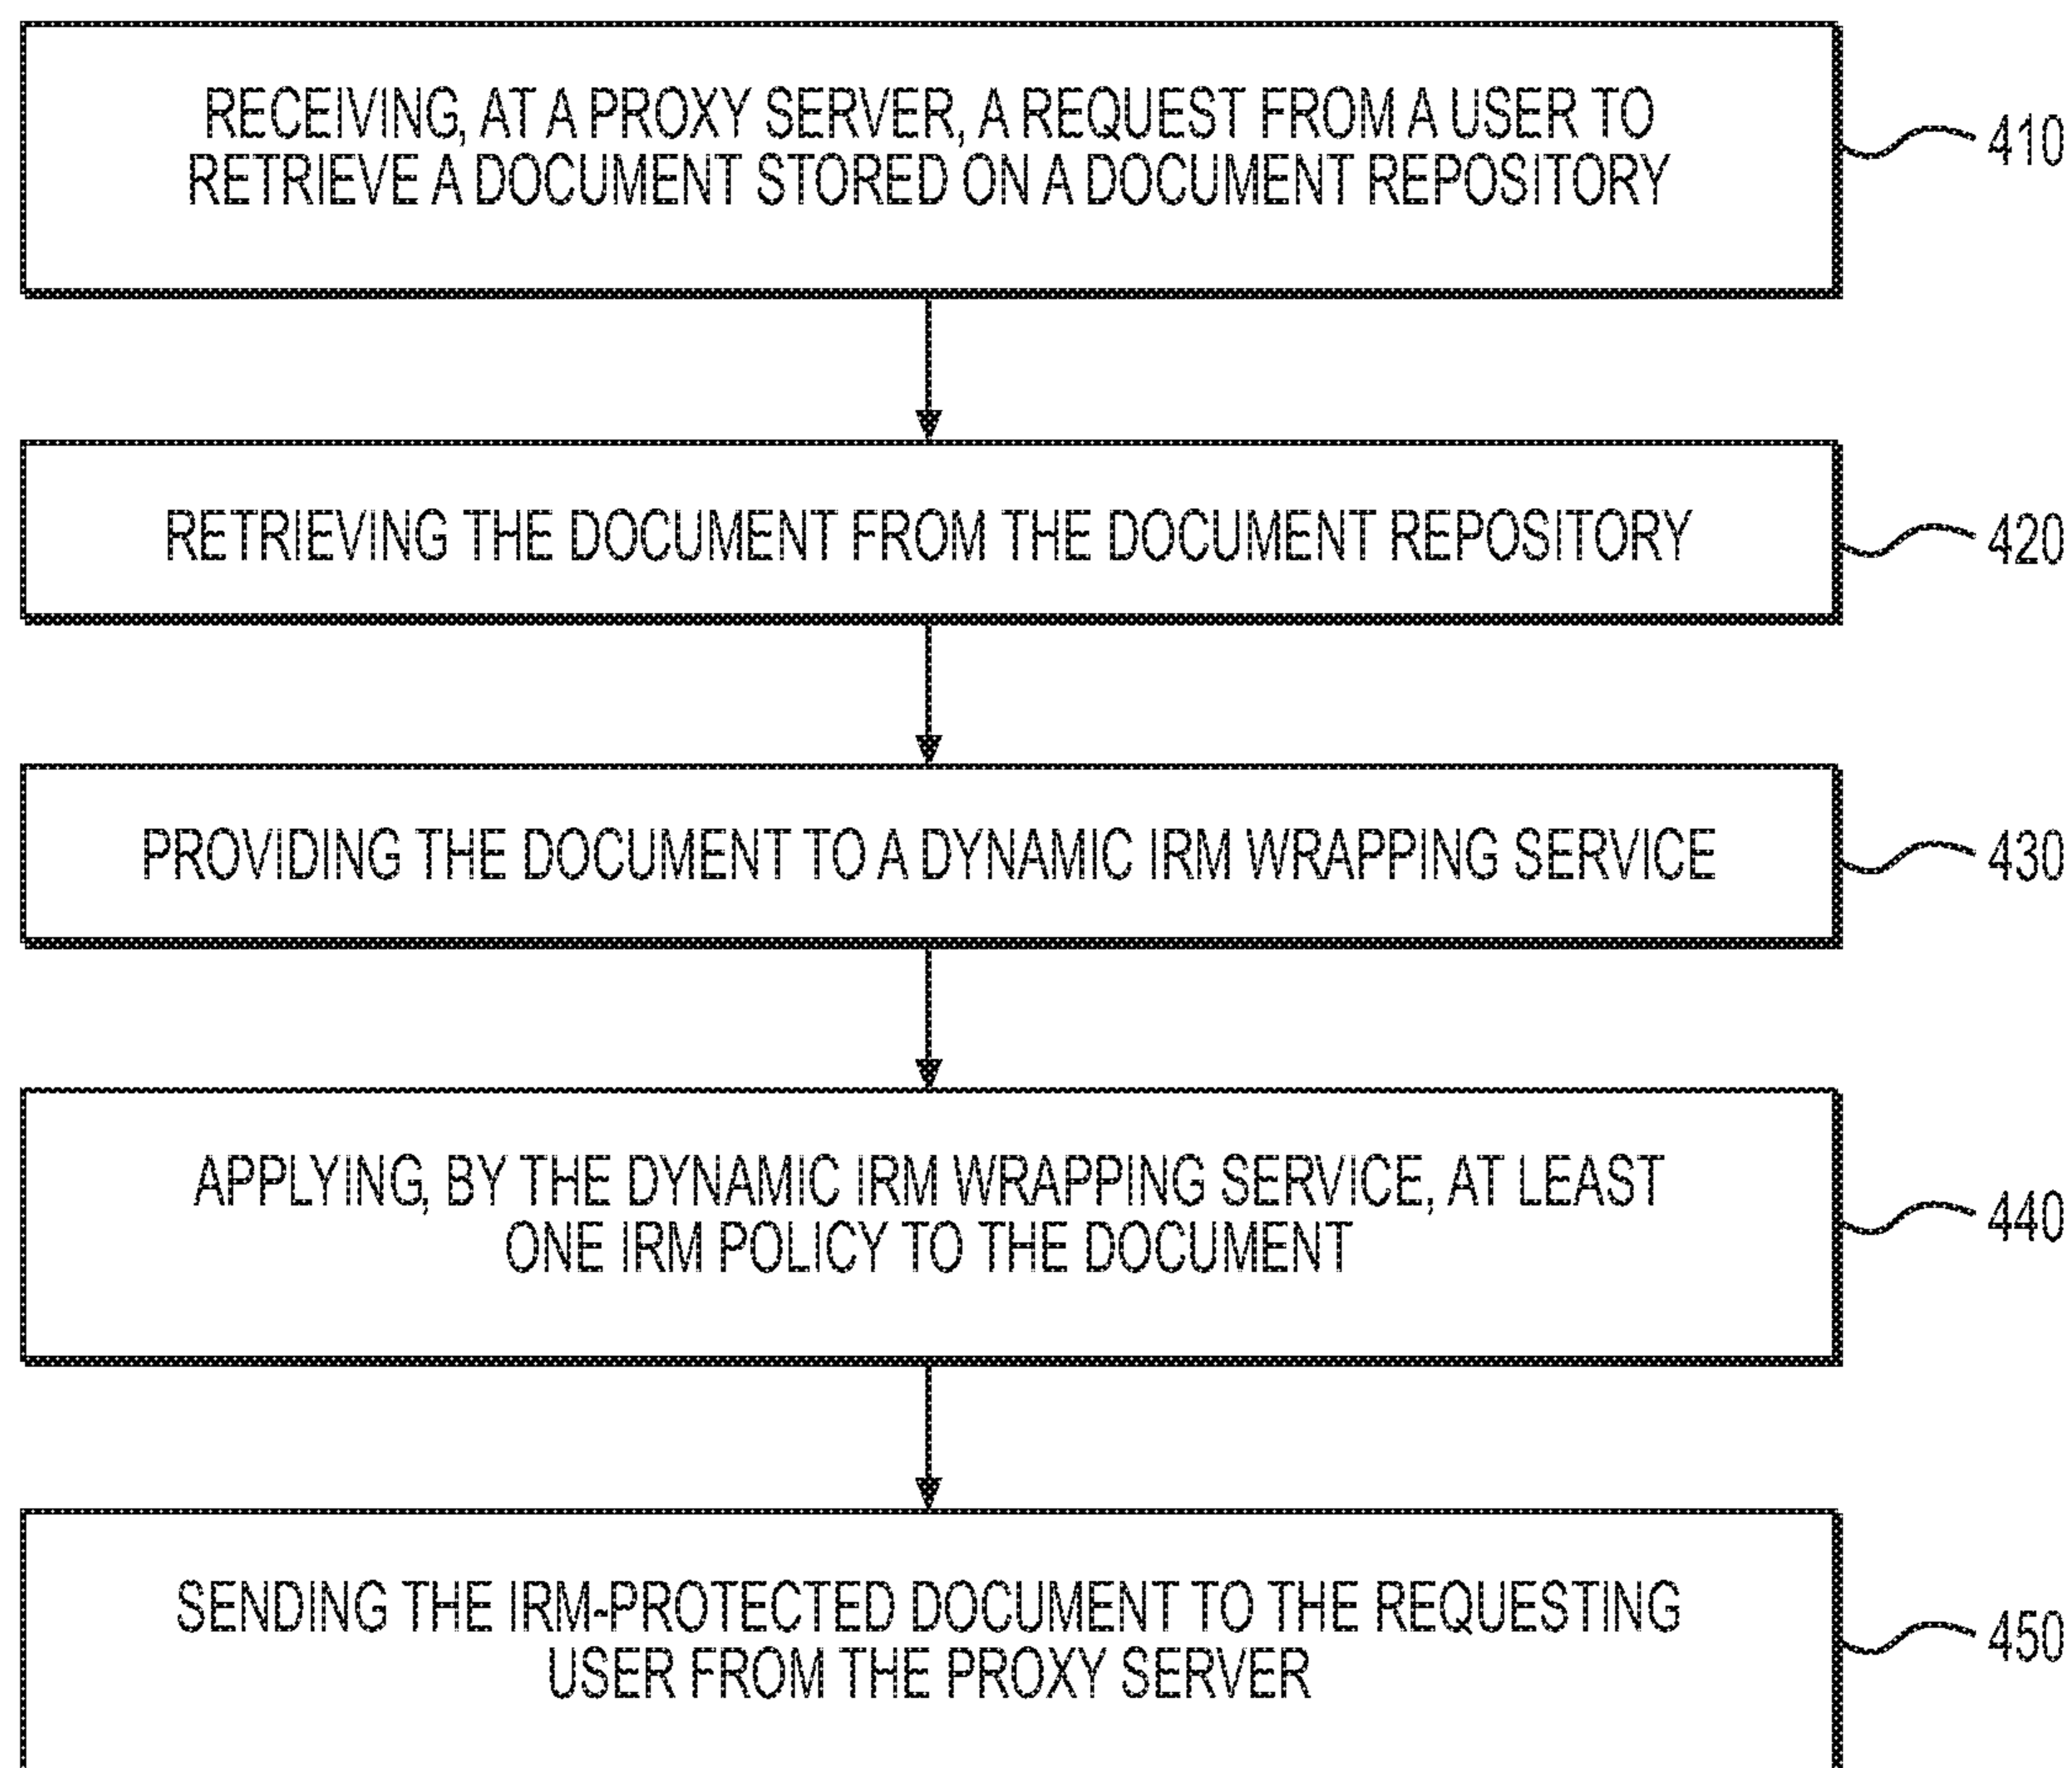 RECEIVING, AT A PROXY SERVER, A REQUEST FROM A USER TO
RETRIEVE A DOCUMENT STORED ON A DOCUMENT REPOSITORY
410
RETRIEVING THE DOCUMENT FROM THE DOCUMENT REPOSITORY
420
PROVIDING THE DOCUMENT TO A DYNAMIC IRM WRAPPING SERVICE
430
APPLYING, BY THE DYNAMIC IRM WRAPPING SERVICE, AT LEAST
ONE IRM POLICY TO THE DOCUMENT
440
SENDING THE IRM-PROTECTED DOCUMENT TO THE REQUESTING
USER FROM THE PROXY SERVER
450